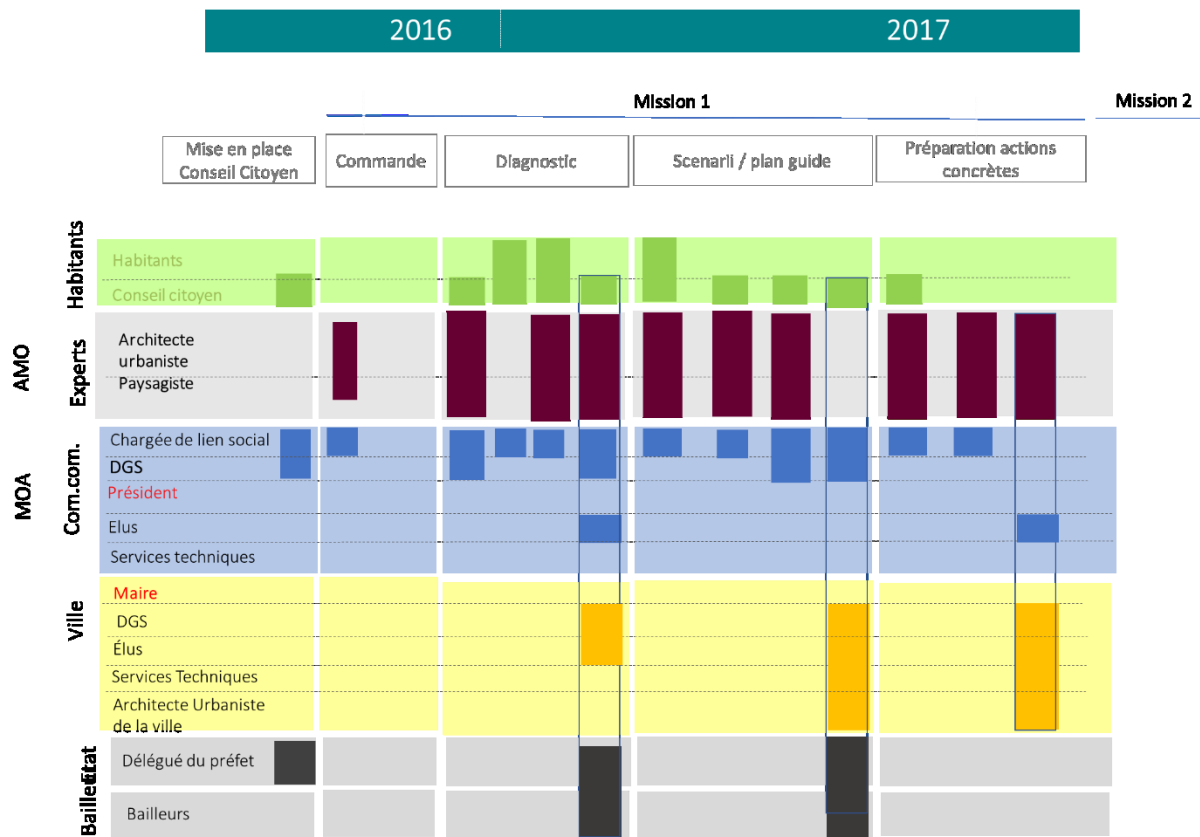 2016
2017
Mission 1
Mission 2
Mise en place
Conseil Citoyen
Commande
Diagnostic
Scenarii / plan guide
Préparation actions
concrètes
Habitants
Habitants
Conseil citoyen
AMO
Experts
Architecte
urbaniste
Paysagiste
MOA
Com.com.
Chargée de lien social
DGS
Président
Elus
Services techniques
Ville
Maire
DGS
Élus
Services Techniques
Architecte Urbaniste
de la ville
Etat
Délégué du préfet
Bailleurs